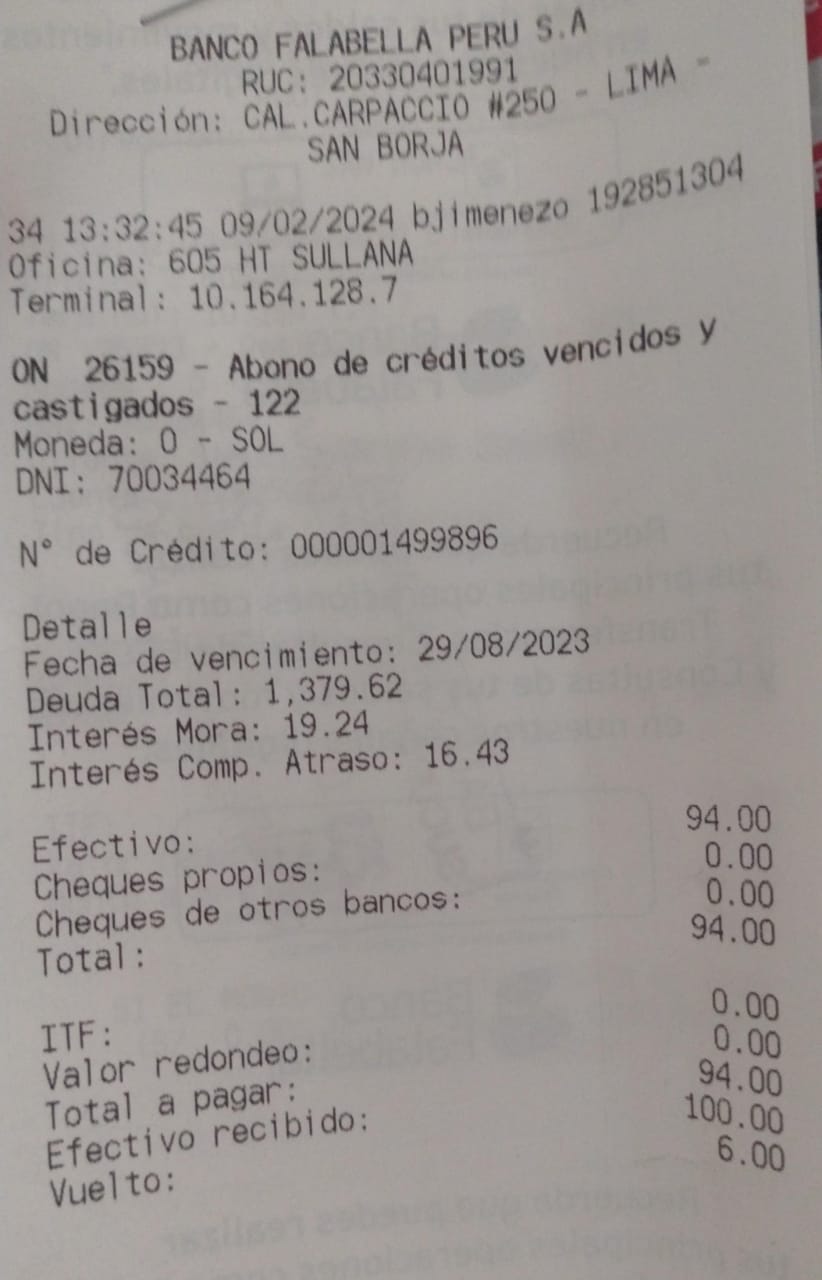 BANCO FALABELLA PERU S.A
RUC: 20330401991
Dirección: CAL.CARPACCIO #250 - LIMA -
SAN BORJA
34 13:32:45 09/02/2024 bjimenezo 192851304
Oficina: 605 HT SULLANA
Terminal: 10.164.128.7
ON 26159 - Abono de créditos vencidos y
castigados - 122
Moneda: 0 - SOL
DNI: 70034464
N° de Crédito: 000001499896
Detalle
Fecha de vencimiento: 29/08/2023
Deuda Total: 1,379.62
Interés Mora: 19.24
Interés Comp. Atraso: 16.43
Efectivo: 94.00
Cheques propios: 0.00
Cheques de otros bancos: 0.00
Total: 94.00
ITF: 0.00
Valor redondeo: 0.00
Total a pagar: 94.00
Efectivo recibido: 100.00
Vuelto: 6.00